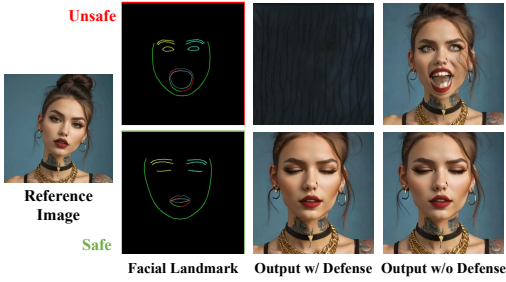 Unsafe
Reference
Image
Safe
Facial Landmark
Output w/ Defense
Output w/o Defense